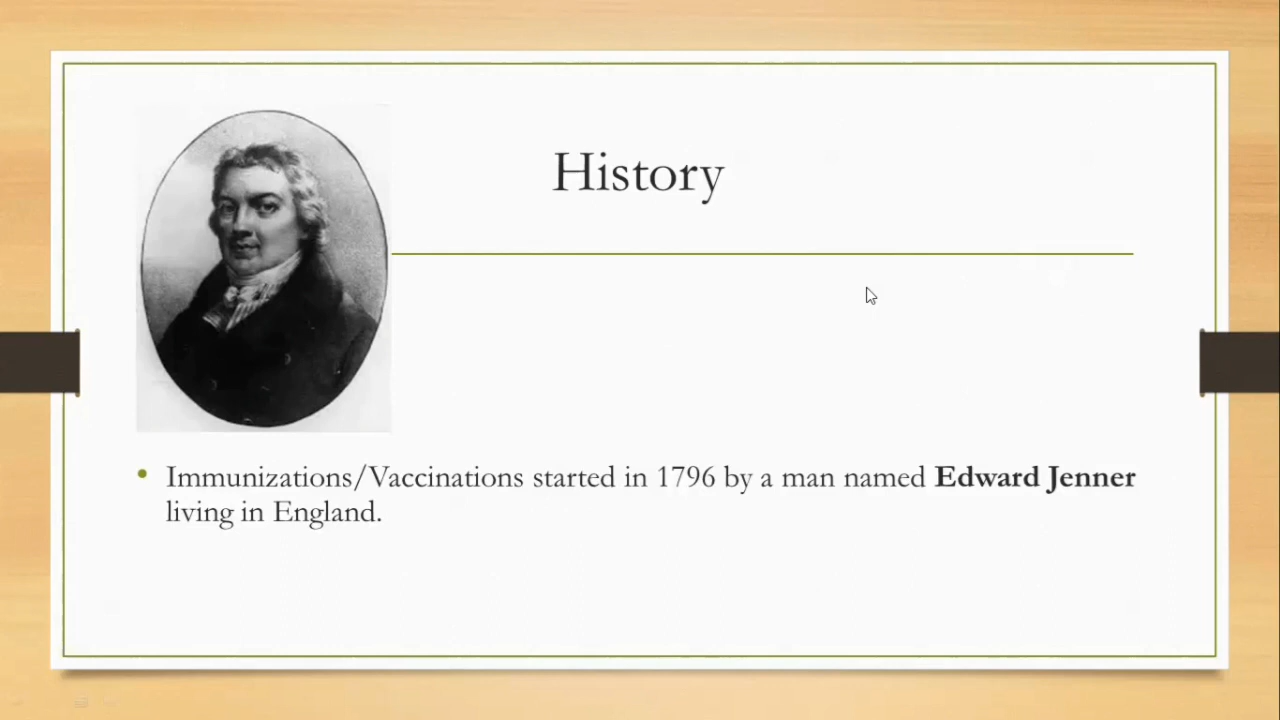 History
Immunizations/Vaccinations started in 1796 by a man named Edward Jenner
living in England.